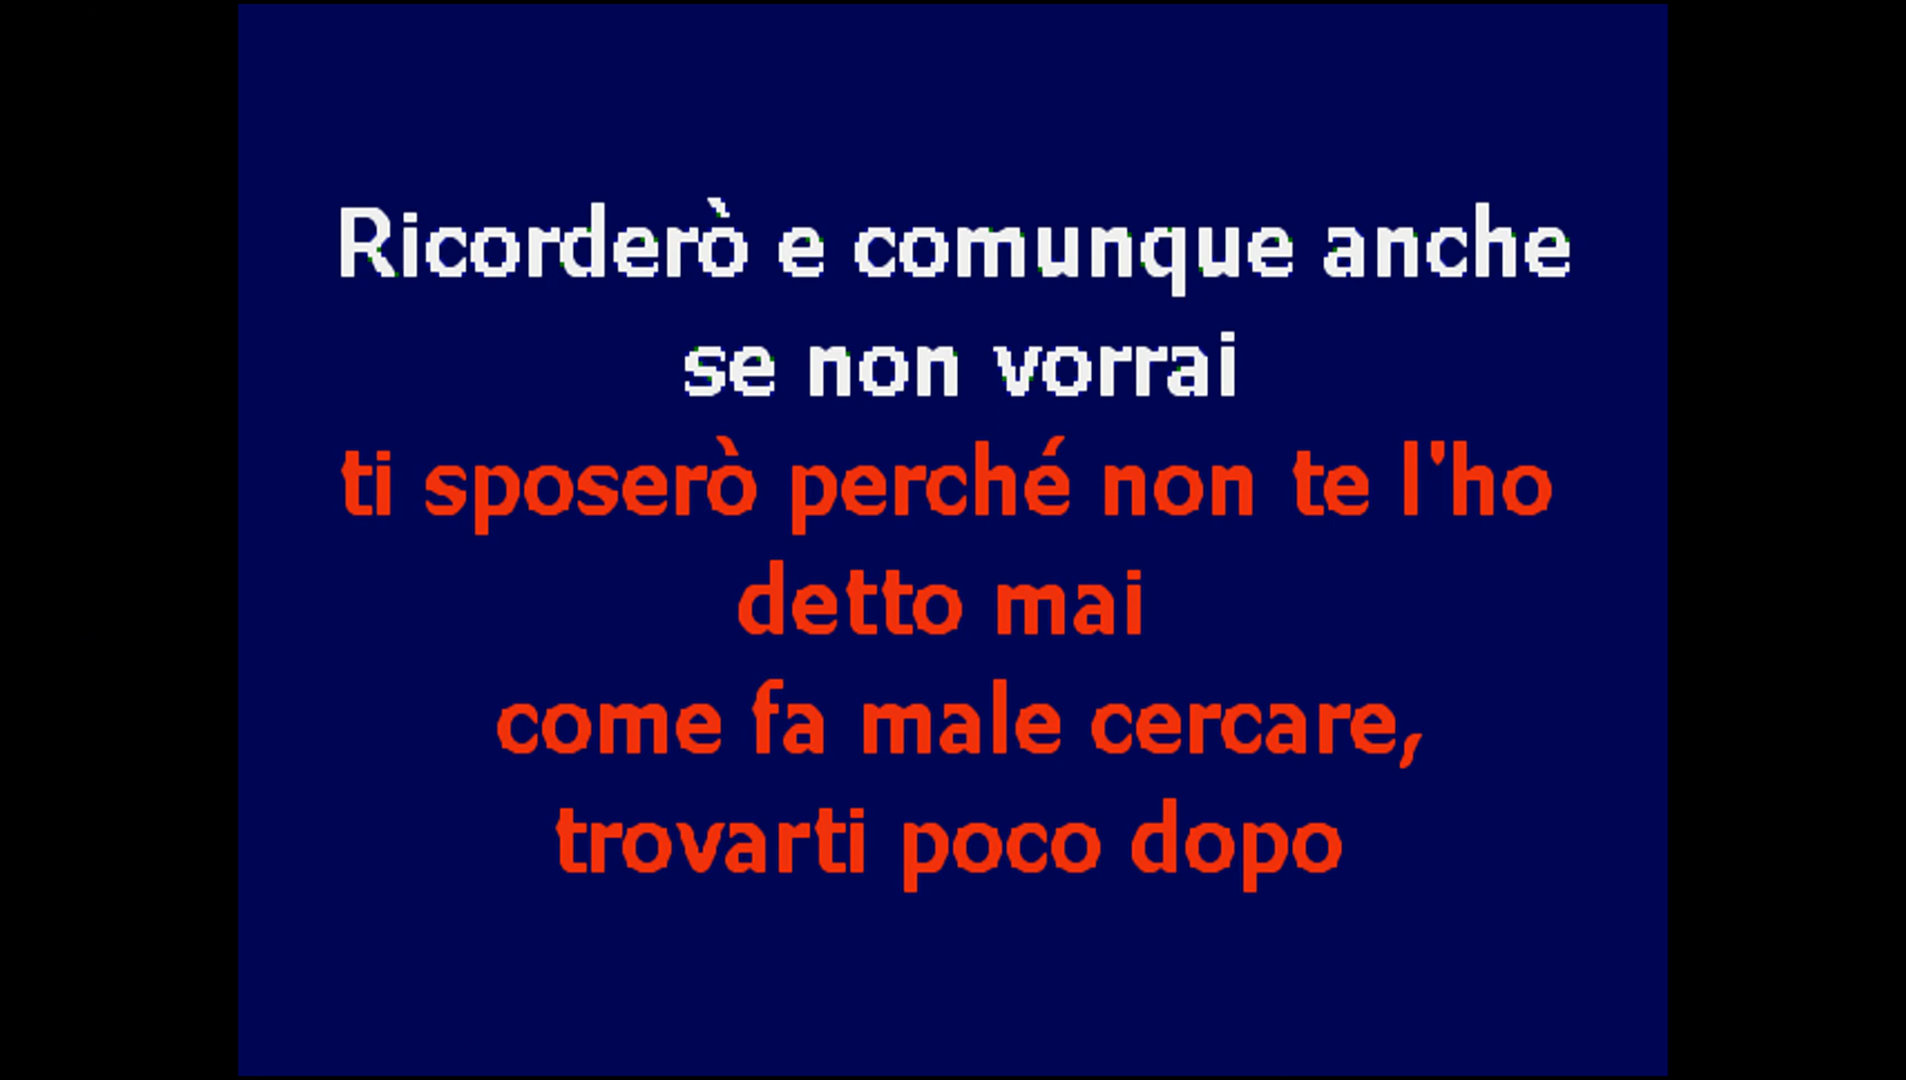 Ricorderò e comunque anche
se non vorrai
ti sposerò perché non te l'ho
detto mai
come fa male cercare,
trovarti poco dopo